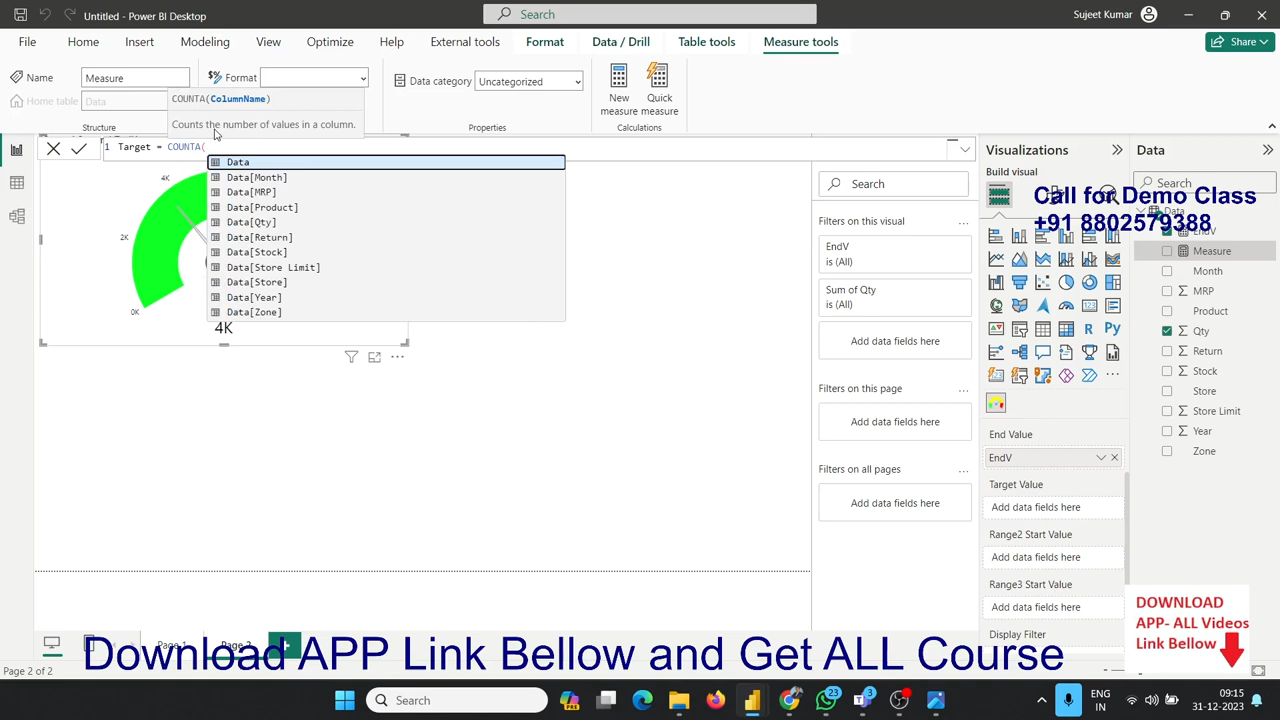 Untitled - Power BI Desktop
Search
Sujeet Kumar
File
Home
Insert
Modeling
View
Optimize
Help
External tools
Format
Data / Drill
Table tools
Measure tools
Share
Name
Measure
Format
Home table
Data
COUNTA(ColumnName)
Counts the number of values in a column.
Structure
Data category
Uncategorized
Properties
New
measure
Quick
measure
Calculations
1 Target = COUNTA(
Data
Data[Month]
Data[MRP]
Data[Product]
Data[Qty]
Data[Return]
Data[Stock]
Data[Store Limit]
Data[Store]
Data[Year]
Data[Zone]
4K
2K
0K
4K
Search
Filters on this visual
EndV
is (All)
Sum of Qty
is (All)
Add data fields here
Filters on this page
Add data fields here
Filters on all pages
Add data fields here
Visualizations
Build visual
End Value
EndV
Target Value
Add data fields here
Range2 Start Value
Add data fields here
Range3 Start Value
Add data fields here
Display Filter
Data
Search
Call for Demo Class
+91 8802579388
Data
EndV
Measure
Month
MRP
Product
Qty
Return
Stock
Store
Store Limit
Year
Zone
DOWNLOAD
APP- ALL Videos
Link Bellow
Page 1
Page 2
Download APP Link Bellow and Get ALL Course
Page 2 of 2
Search
23
3
ENG
IN
09:15
31-12-2023